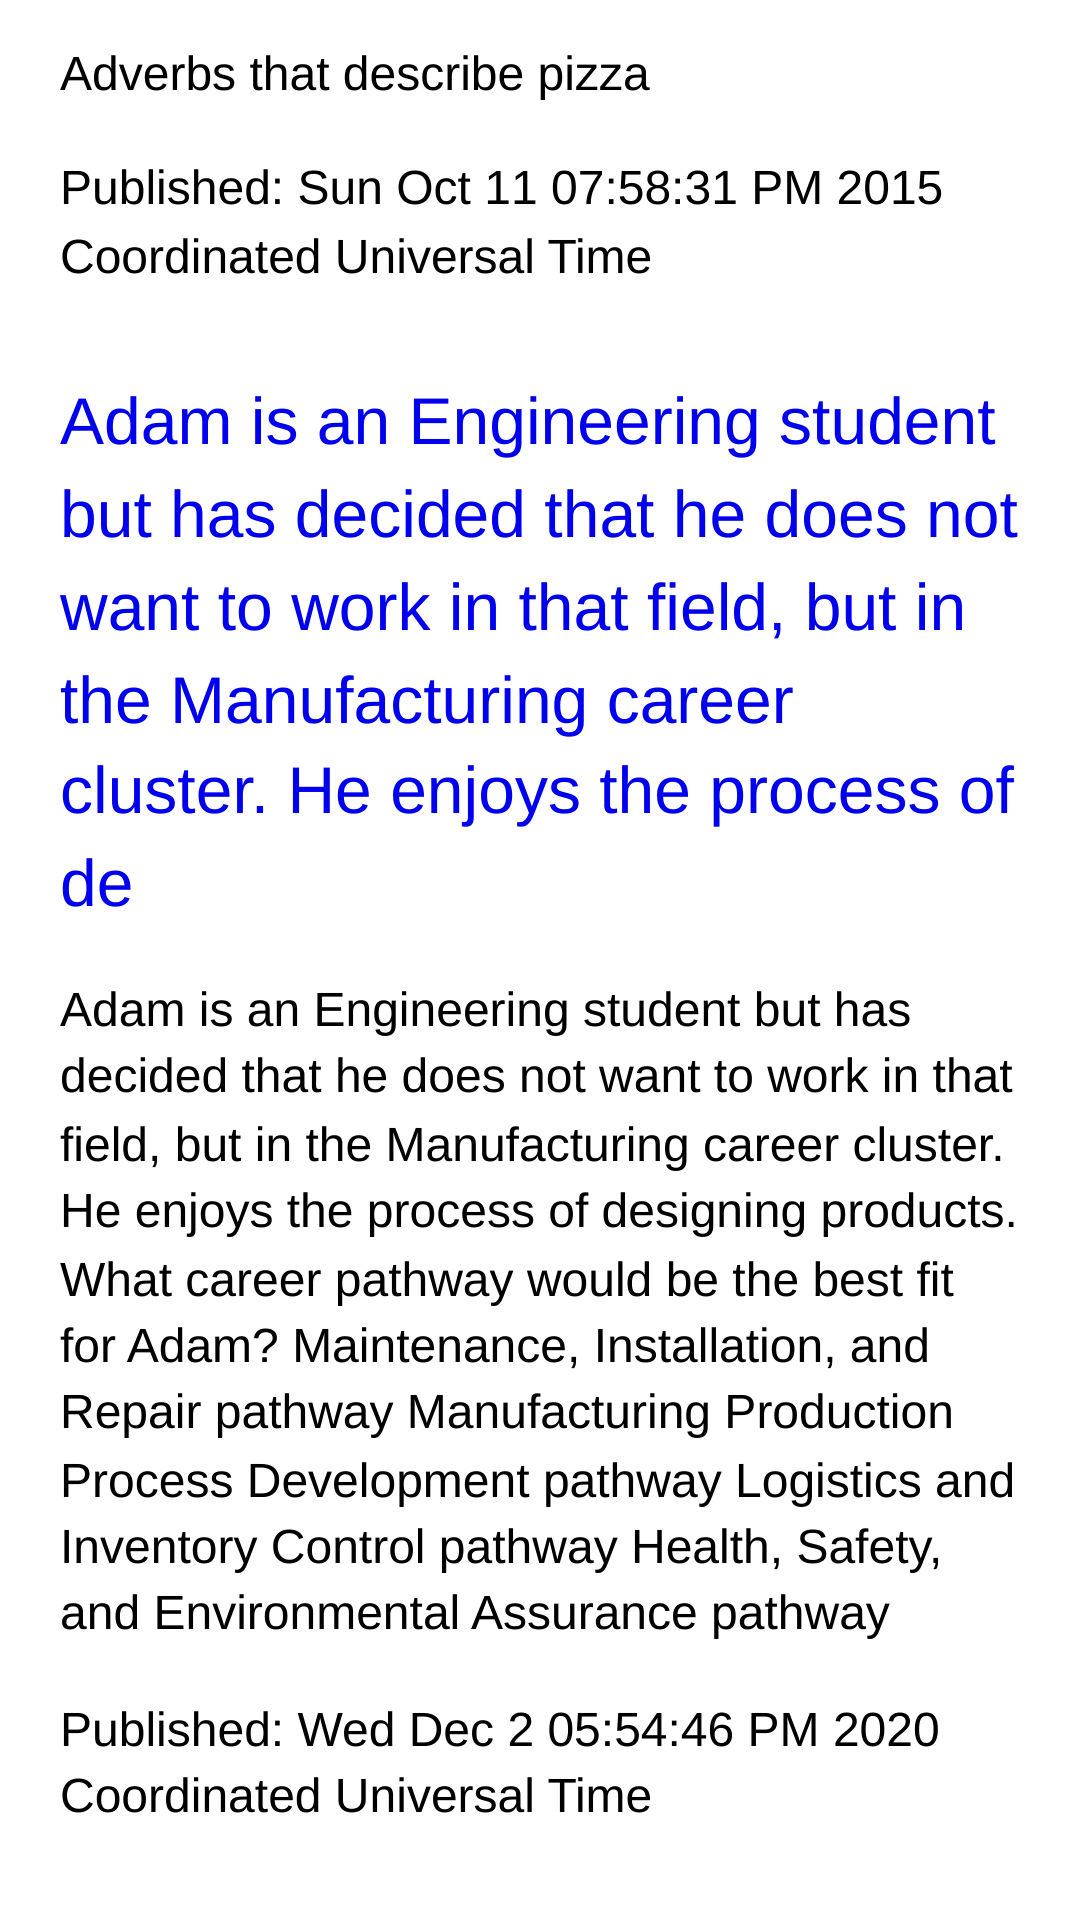 Adverbs that describe pizza
Published: Sun Oct 11 07:58:31 PM 2015
Coordinated Universal Time
Adam is an Engineering student
but has decided that he does not
want to work in that field, but in
the Manufacturing career
cluster. He enjoys the process of
de
Adam is an Engineering student but has
decided that he does not want to work in that
field, but in the Manufacturing career cluster.
He enjoys the process of designing products.
What career pathway would be the best fit
for Adam? Maintenance, Installation, and
Repair pathway Manufacturing Production
Process Development pathway Logistics and
Inventory Control pathway Health, Safety,
and Environmental Assurance pathway
Published: Wed Dec 2 05:54:46 PM 2020
Coordinated Universal Time